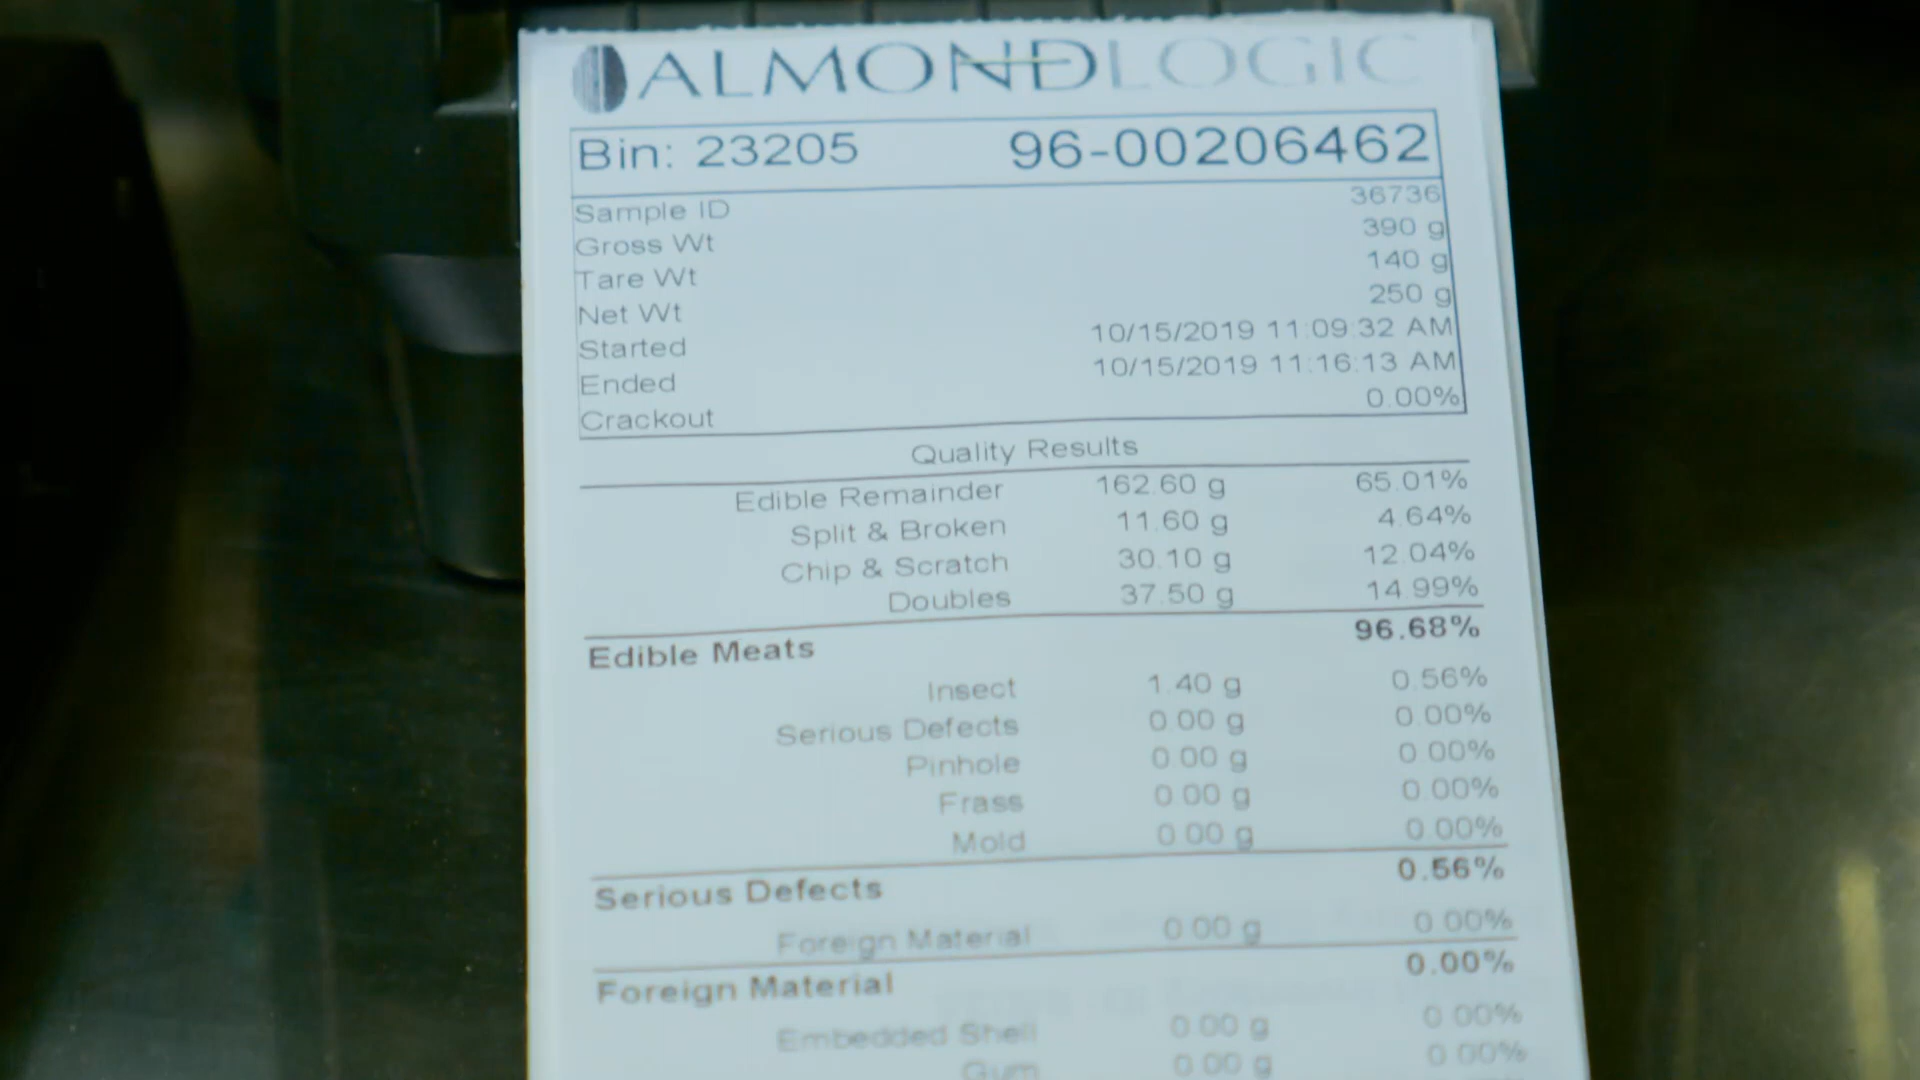 ALMONDLOGIC
Bin: 23205 96-00206462
Sample ID 36736
Gross Wt 390 g
Tare Wt 140 g
Net Wt 250 g
Started 10/15/2019 11:09:32 AM
Ended 10/15/2019 11:16:13 AM
Crackout 0.00%
Quality Results
Edible Remainder 162.60 g 65.01%
Split & Broken 11.60 g 4.64%
Chip & Scratch 30.10 g 12.04%
Doubles 37.50 g 14.99%
Edible Meats 96.68%
Insect 1.40 g 0.56%
Serious Defects 0.00 g 0.00%
Pinhole 0.00 g 0.00%
Frass 0.00 g 0.00%
Mold 0.00 g 0.00%
Serious Defects 0.56%
Foreign Material 0.00 g 0.00%
Foreign Material 0.00%
Embedded Shell 0.00 g 0.00%
Gum 0.00 g 0.00%